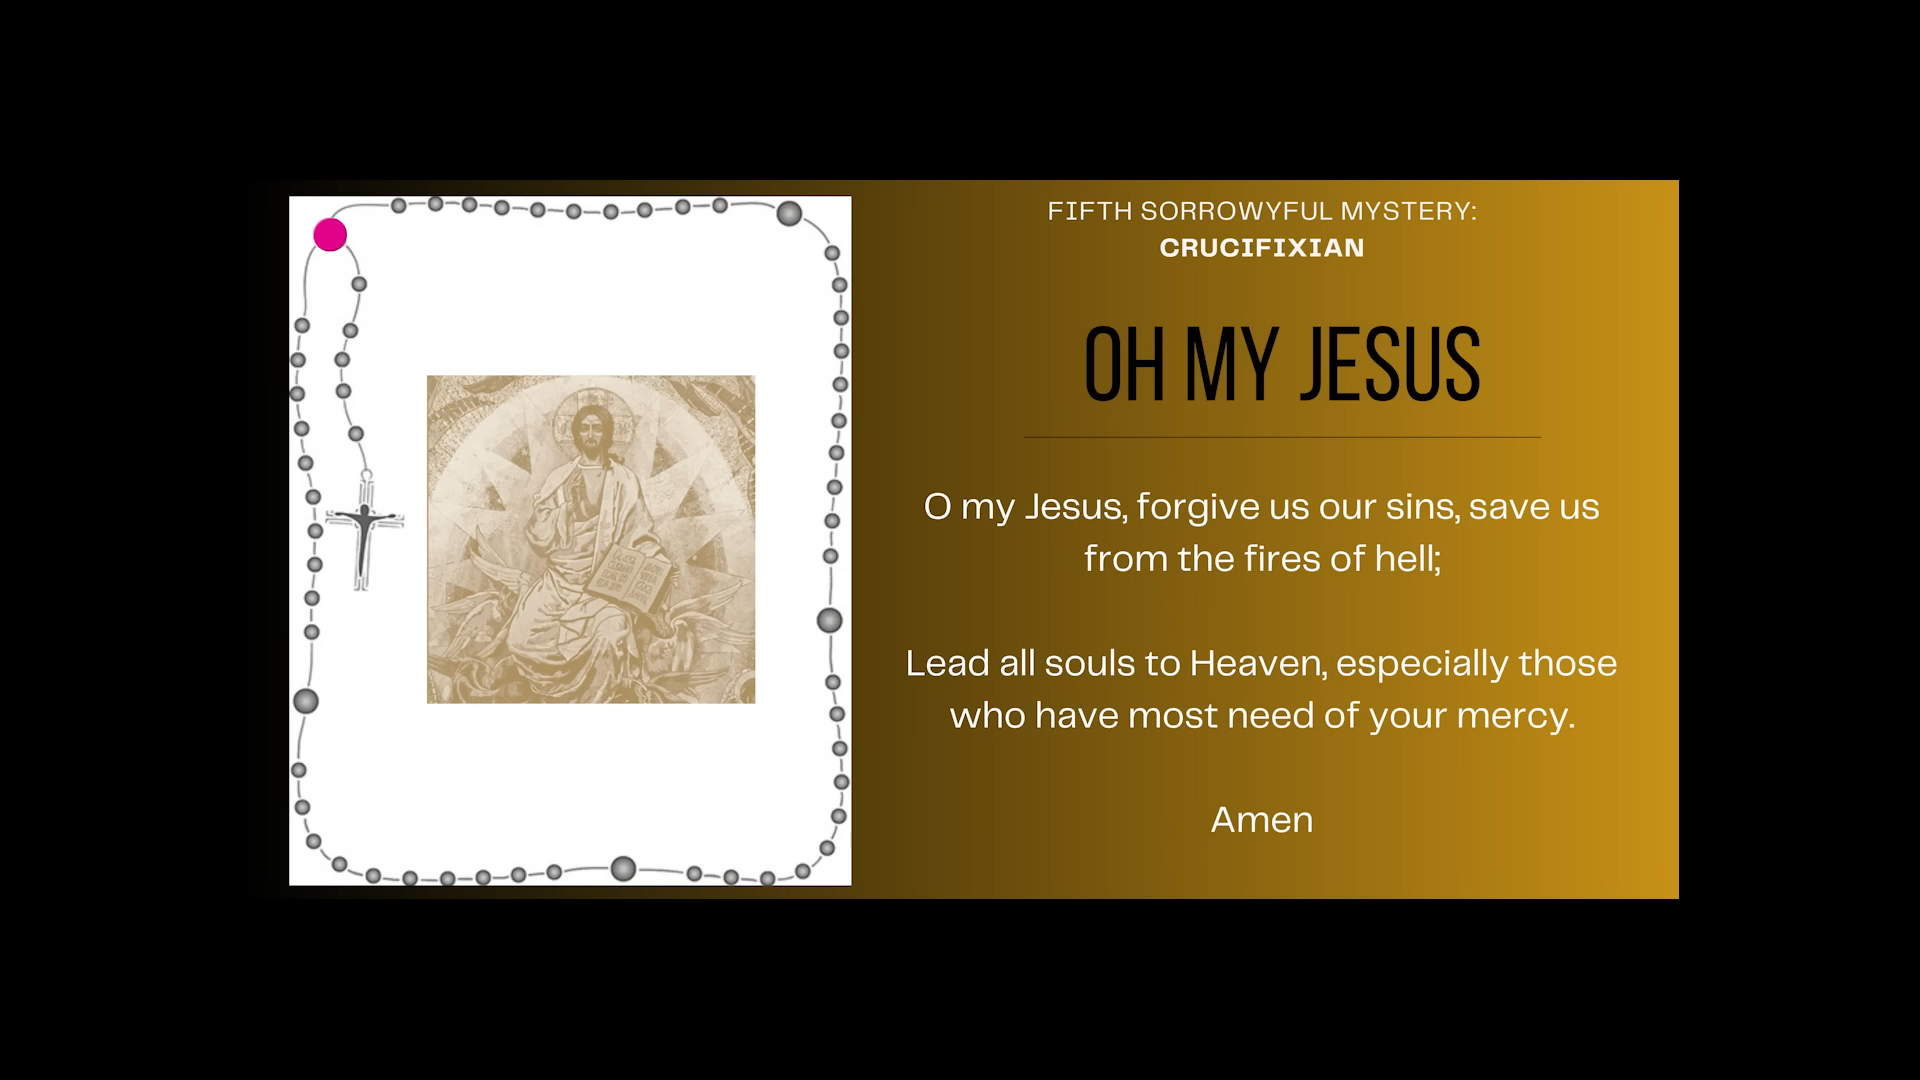 FIFTH SORROWYFUL MYSTERY:
CRUCIFIXIAN
OH MY JESUS
O my Jesus, forgive us our sins, save us
from the fires of hell;
Lead all souls to Heaven, especially those
who have most need of your mercy.
Amen